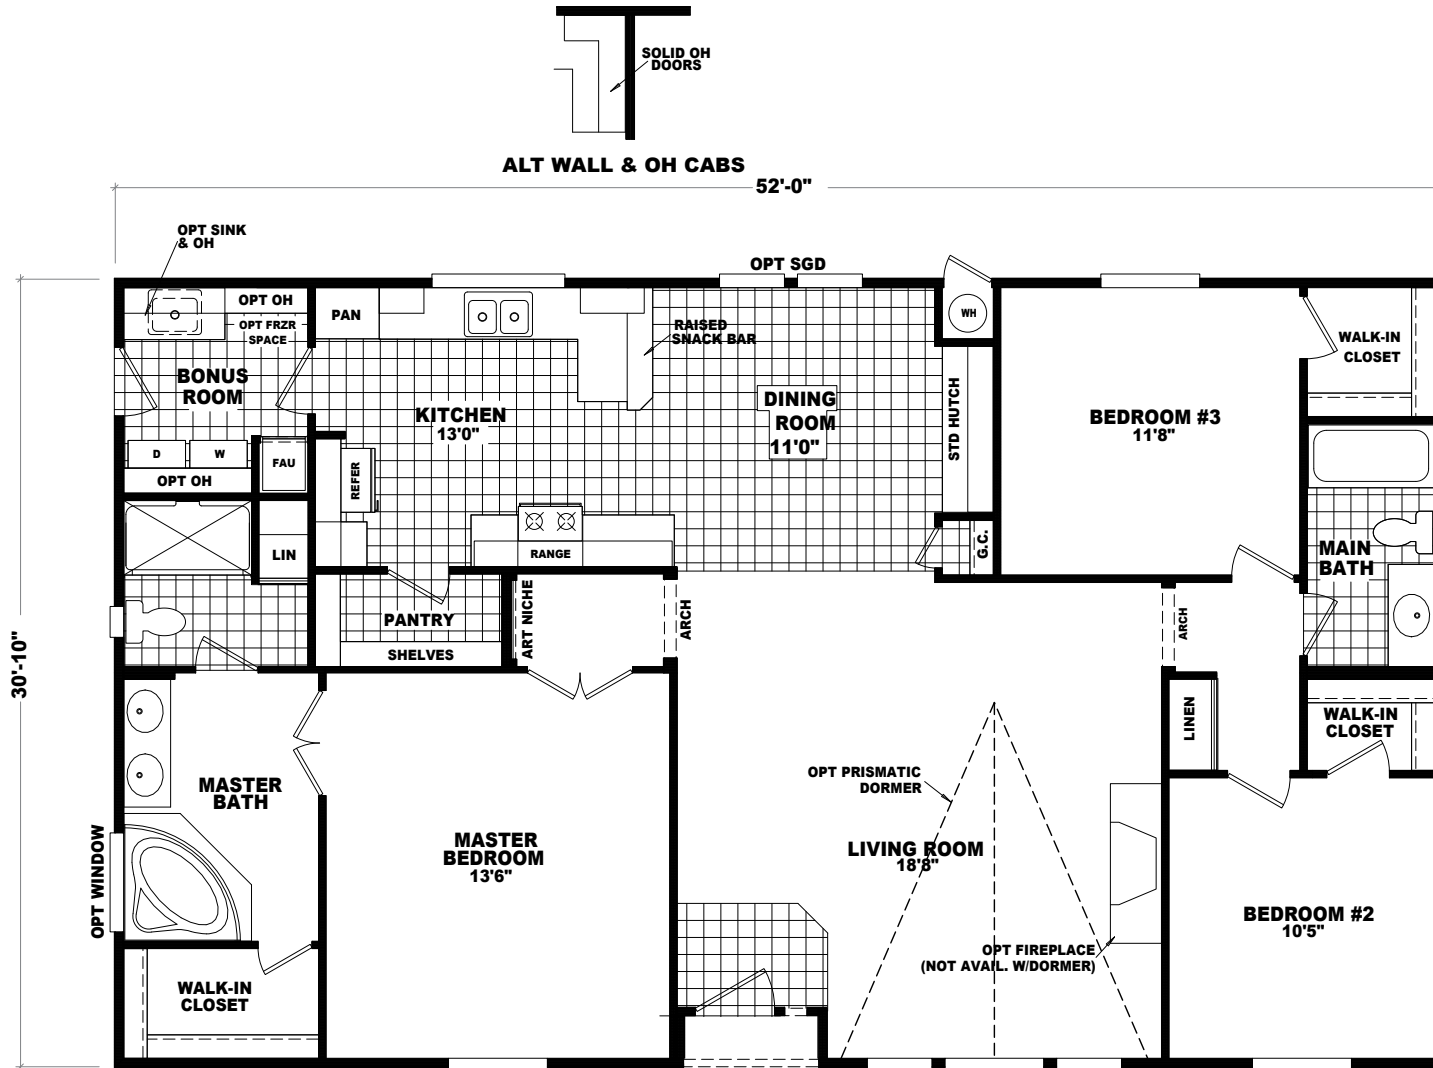 SOLID OH
DOORS
ALT WALL & OH CABS
52'-0"
OPT SINK
& OH
OPT SGD
OPT OH
OPT FRZR
SPACE
PAN
RAISED
SNACK BAR
WH
WALK-IN
CLOSET
BONUS
ROOM
KITCHEN
13'0"
DINING
ROOM
11'0"
STD HUTCH
BEDROOM #3
11'8"
D
W
FAU
REFER
OPT OH
LIN
RANGE
G.C.
MAIN
BATH
30'-10"
PANTRY
SHELVES
ART NICHE
ARCH
ARCH
LINEN
WALK-IN
CLOSET
MASTER
BATH
OPT PRISMATIC
DORMER
OPT WINDOW
MASTER
BEDROOM
13'6"
LIVING ROOM
18'8"
BEDROOM #2
10'5"
OPT FIREPLACE
(NOT AVAIL. W/DORMER)
WALK-IN
CLOSET